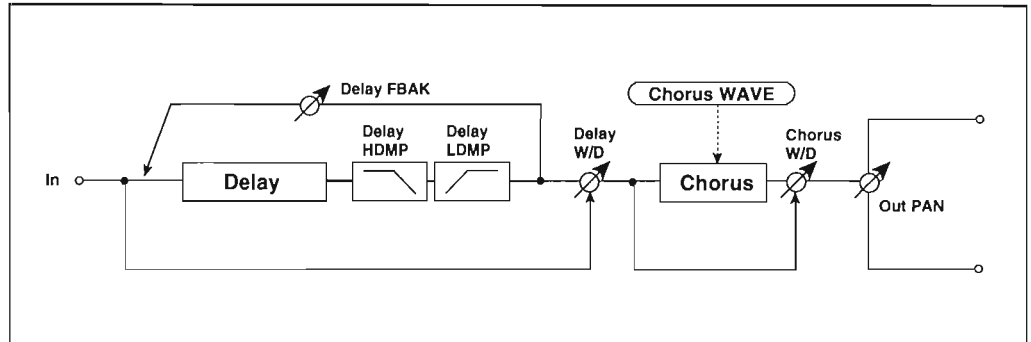 Delay FBAK
Chorus WAVE
Delay
HDMP
Delay
LDMP
Delay
W/D
Chorus
W/D
In
Delay
Chorus
Out PAN